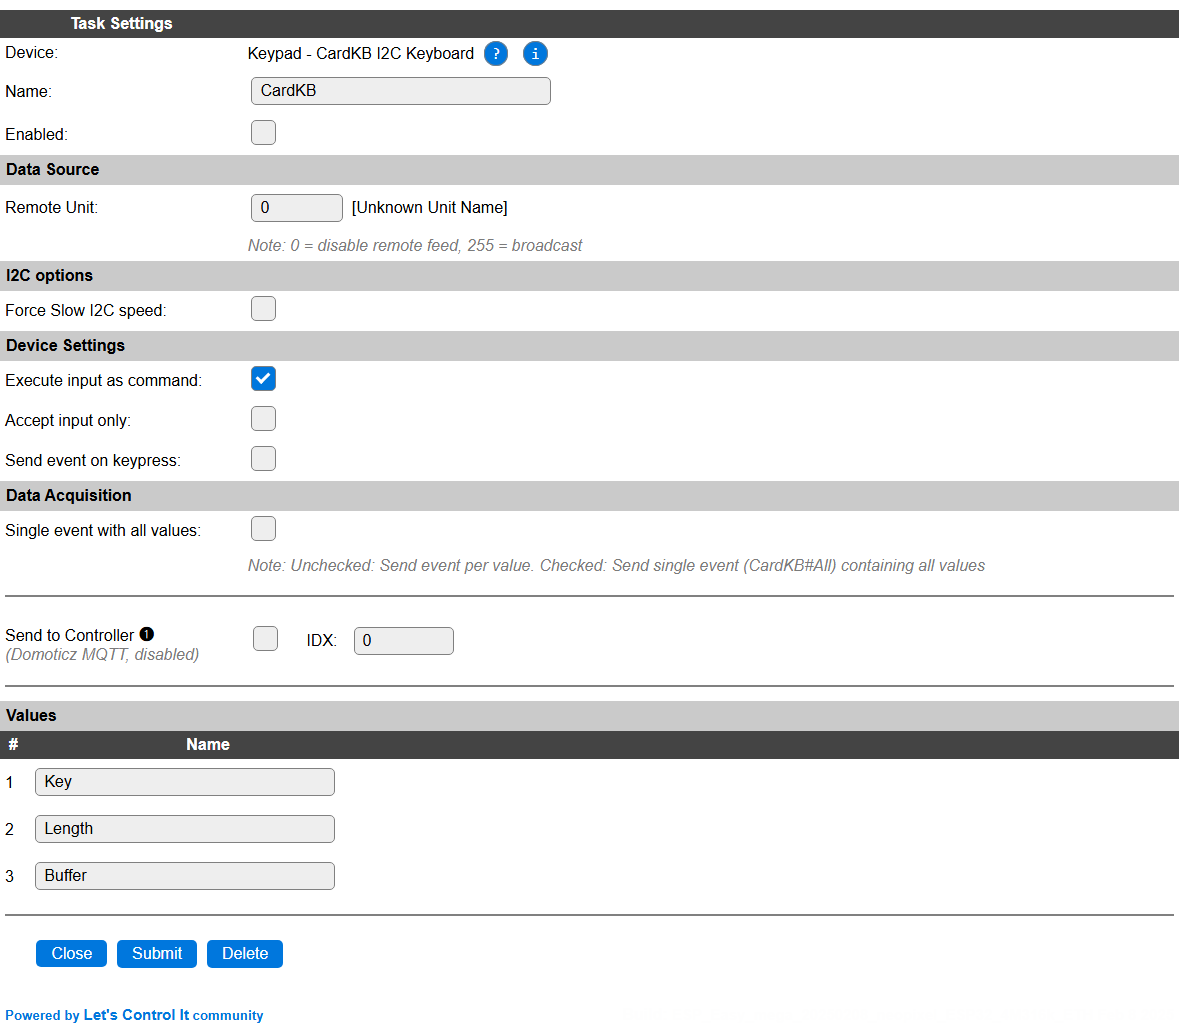 Task Settings
Device: Keypad - CardKB I2C Keyboard ? i
Name: CardKB
Enabled:
Data Source
Remote Unit: 0 [Unknown Unit Name]
Note: 0 = disable remote feed, 255 = broadcast
I2C options
Force Slow I2C speed:
Device Settings
Execute input as command:
Accept input only:
Send event on keypress:
Data Acquisition
Single event with all values:
Note: Unchecked: Send event per value. Checked: Send single event (CardKB#All) containing all values
Send to Controller ❶ IDX: 0
(Domoticz MQTT, disabled)
Values
# Name
1 Key
2 Length
3 Buffer
Close Submit Delete
Powered by Let's Control It community